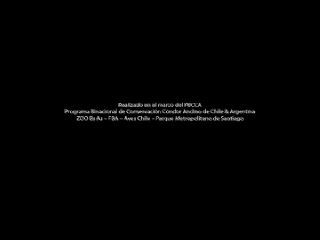 Realizado en el marco del PBCCA
Programa Binacional de Conservación Cóndor Andino de Chile & Argentina
ZOO Bs As – FBA – Aves Chile – Parque Metropolitano de Santiago